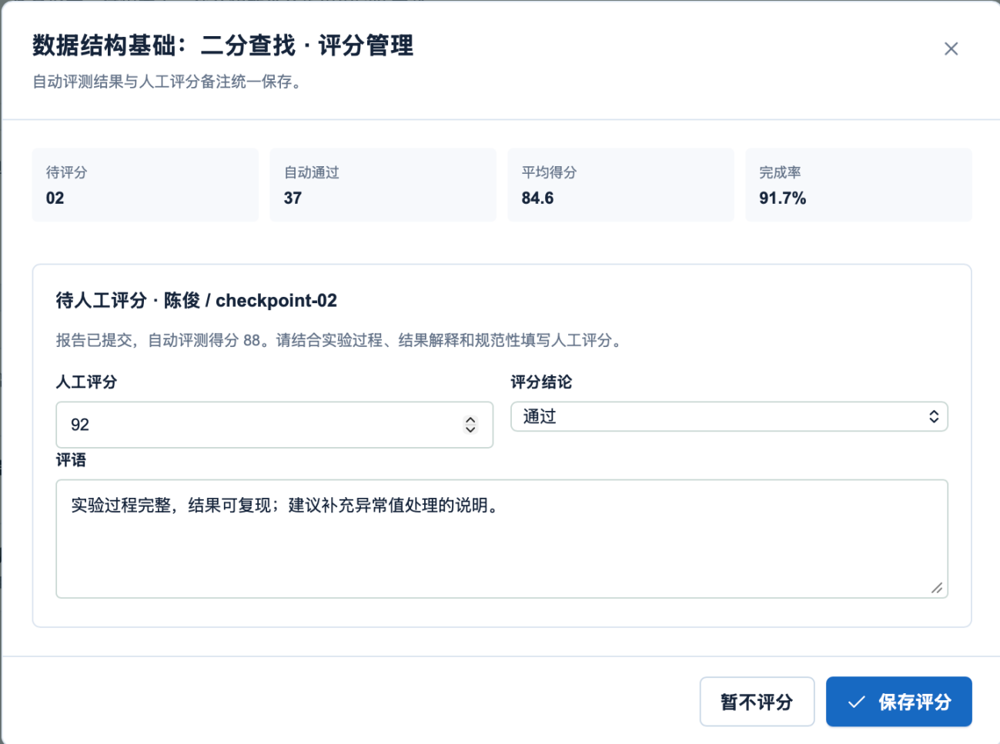 数据结构基础：二分查找 · 评分管理
自动评测结果与人工评分备注统一保存。
待评分
02
自动通过
37
平均得分
84.6
完成率
91.7%
待人工评分 · 陈俊 / checkpoint-02
报告已提交，自动评测得分 88。请结合实验过程、结果解释和规范性填写人工评分。
人工评分
92
评分结论
通过
评语
实验过程完整，结果可复现；建议补充异常值处理的说明。
暂不评分
保存评分